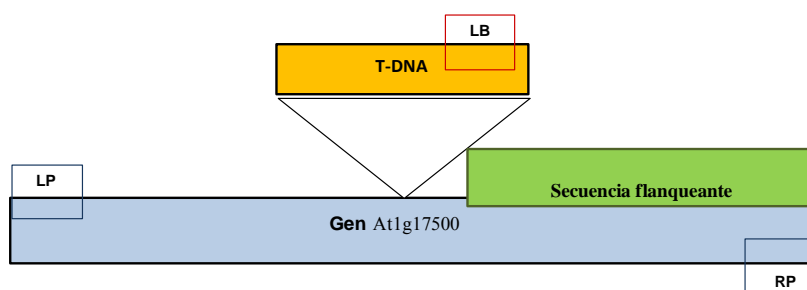 LB
T-DNA
LP
Secuencia flanqueante
Gen At1g17500
RP